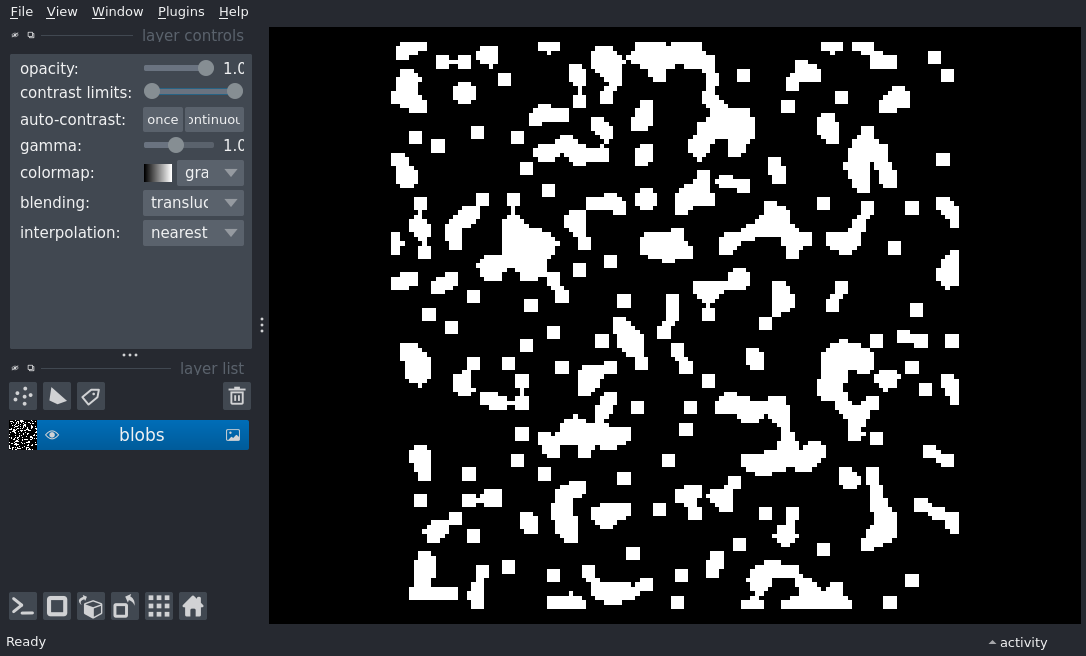 File View Window Plugins Help
layer controls
opacity: 1.0
contrast limits:
auto-contrast: once ontinuou
gamma: 1.0
colormap: gra
blending: transluc
interpolation: nearest
layer list
blobs
Ready activity